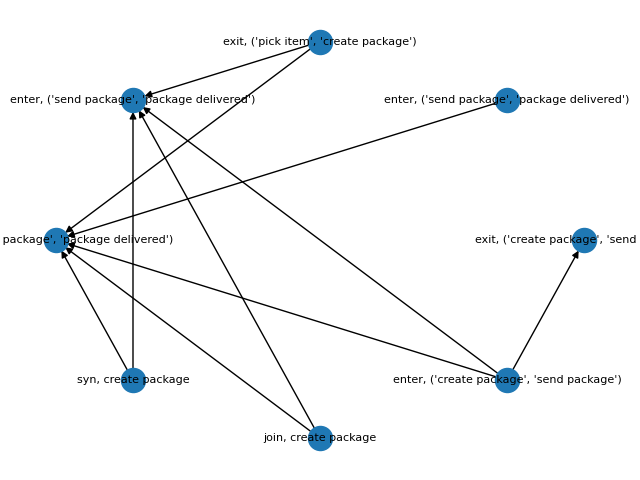 exit, ('pick item', 'create package')
enter, ('send package', 'package delivered')
enter, ('send package', 'package delivered')
package', 'package delivered')
exit, ('create package', 'send
syn, create package
enter, ('create package', 'send package')
join, create package